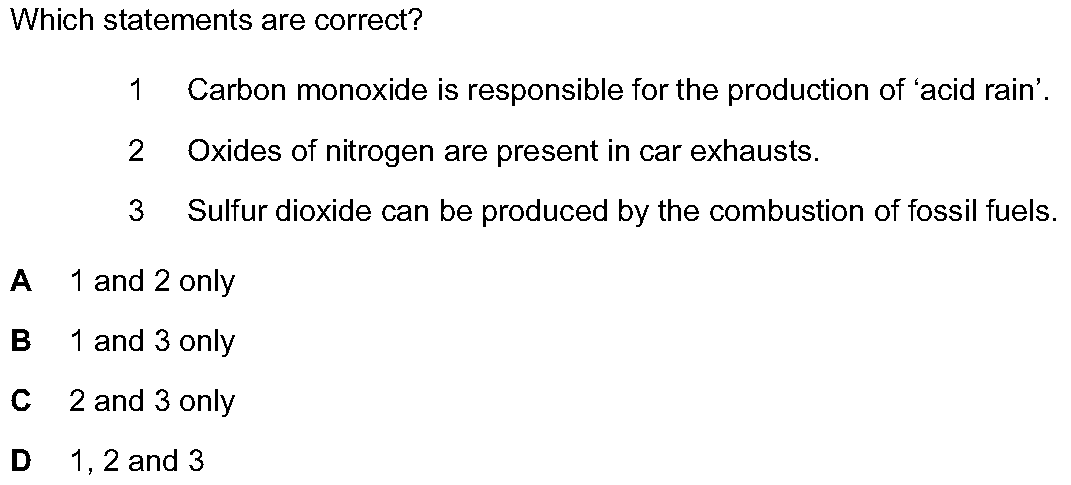 Which statements are correct?
1 Carbon monoxide is responsible for the production of ‘acid rain’.
2 Oxides of nitrogen are present in car exhausts.
3 Sulfur dioxide can be produced by the combustion of fossil fuels.
A 1 and 2 only
B 1 and 3 only
C 2 and 3 only
D 1, 2 and 3